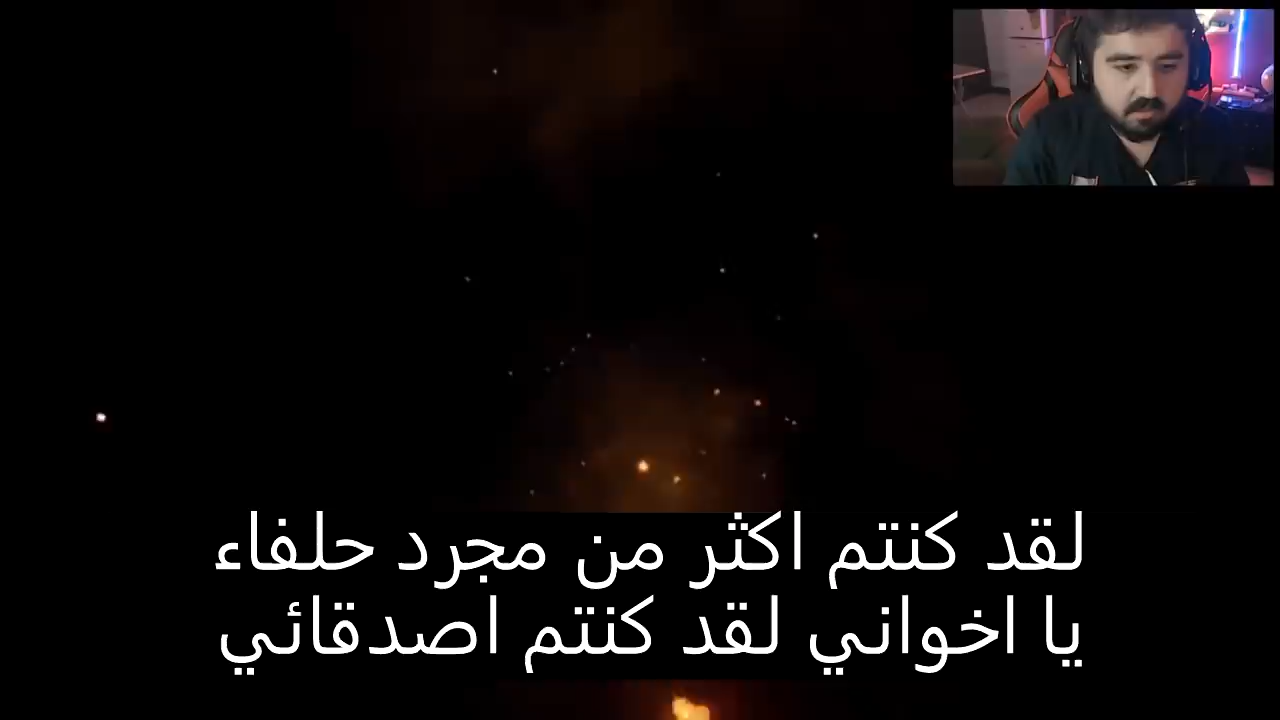 لقد كنتم اكثر من مجرد حلفاء
يا اخواني لقد كنتم اصدقائي